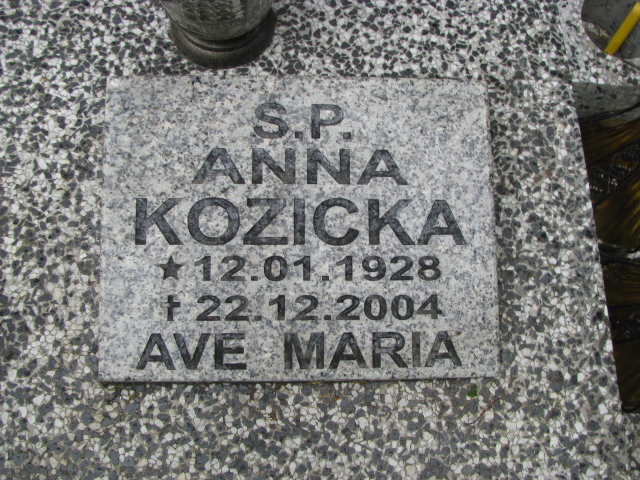 S.P.
ANNA
KOZICKA
★ 12.01.1928
✝ 22.12.2004
AVE MARIA